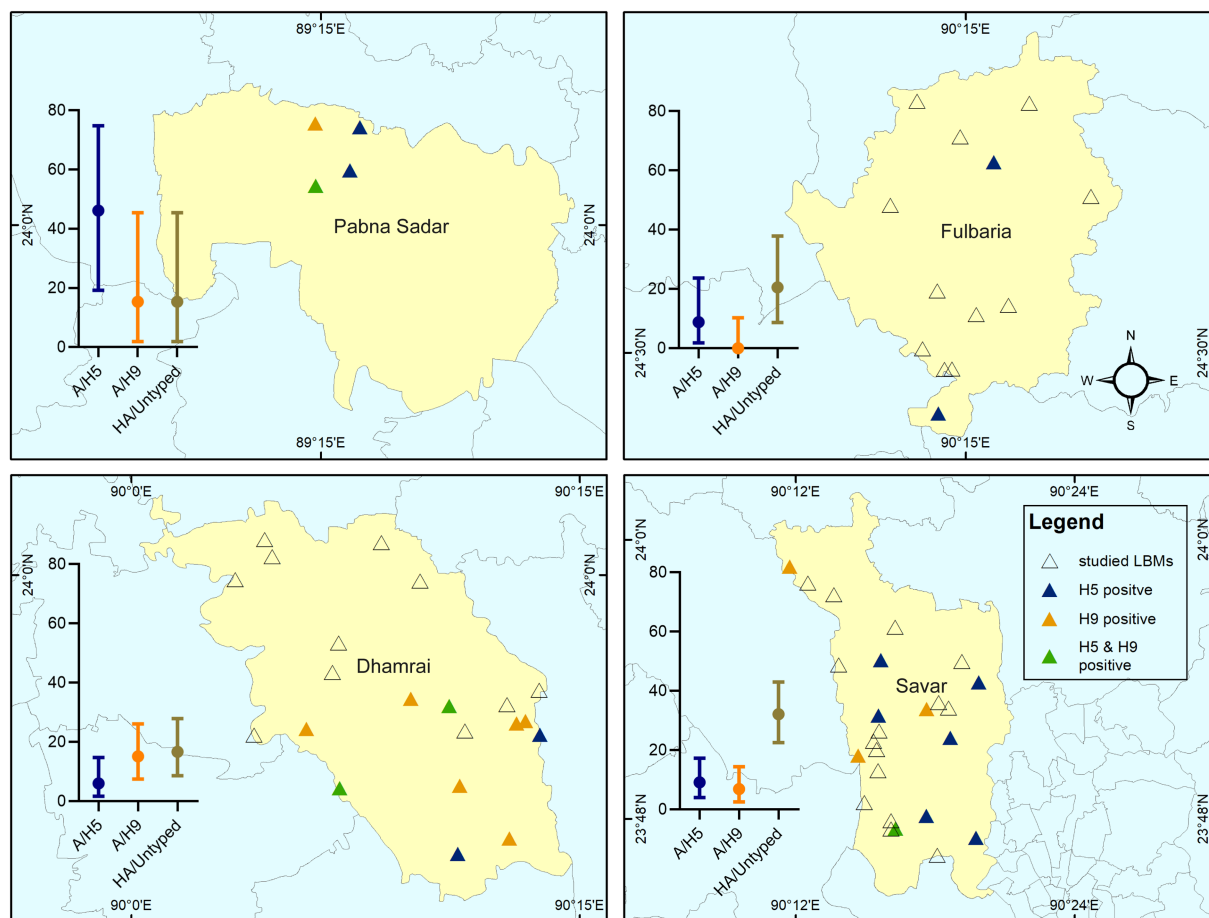 89°15'E
80
60
40
20
0
A/H5
A/H9
HA/Untyped
24°0'N
24°0'N
Pabna Sadar
89°15'E
90°15'E
80
60
40
20
0
A/H5
A/H9
HA/Untyped
24°30'N
24°30'N
Fulbaria
N
W
E
S
90°15'E
90°0'E
90°15'E
24°0'N
24°0'N
80
60
40
20
0
A/H5
A/H9
HA/Untyped
Dhamrai
90°0'E
90°15'E
90°12'E
90°24'E
24°0'N
24°0'N
80
60
40
20
0
A/H5
A/H9
HA/Untyped
Savar
Legend
studied LBMs
H5 positve
H9 positive
H5 & H9
positive
23°48'N
23°48'N
90°12'E
90°24'E